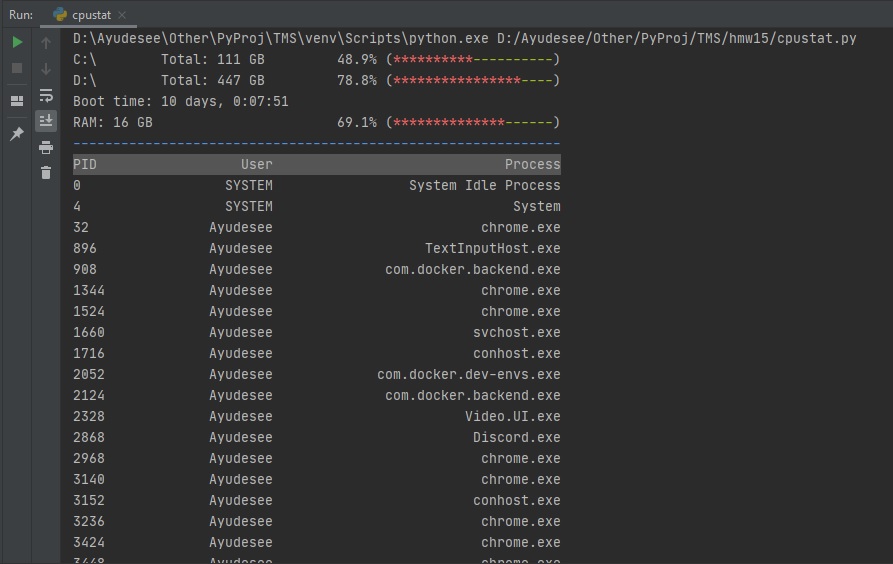 Run: cpustat
D:\Ayudesee\Other\PyProj\TMS\venv\Scripts\python.exe D:/Ayudesee/Other/PyProj/TMS/hmw15/cpustat.py
C:\ Total: 111 GB 48.9% (**********----------)
D:\ Total: 447 GB 78.8% (****************----)
Boot time: 10 days, 0:07:51
RAM: 16 GB 69.1% (**************------)
-------------------------------------------------------------
PID User Process
0 SYSTEM System Idle Process
4 SYSTEM System
32 Ayudesee chrome.exe
896 Ayudesee TextInputHost.exe
908 Ayudesee com.docker.backend.exe
1344 Ayudesee chrome.exe
1524 Ayudesee chrome.exe
1660 Ayudesee svchost.exe
1716 Ayudesee conhost.exe
2052 Ayudesee com.docker.dev-envs.exe
2124 Ayudesee com.docker.backend.exe
2328 Ayudesee Video.UI.exe
2868 Ayudesee Discord.exe
2968 Ayudesee chrome.exe
3140 Ayudesee chrome.exe
3152 Ayudesee conhost.exe
3236 Ayudesee chrome.exe
3424 Ayudesee chrome.exe
3448 Ayudesee chrome.exe